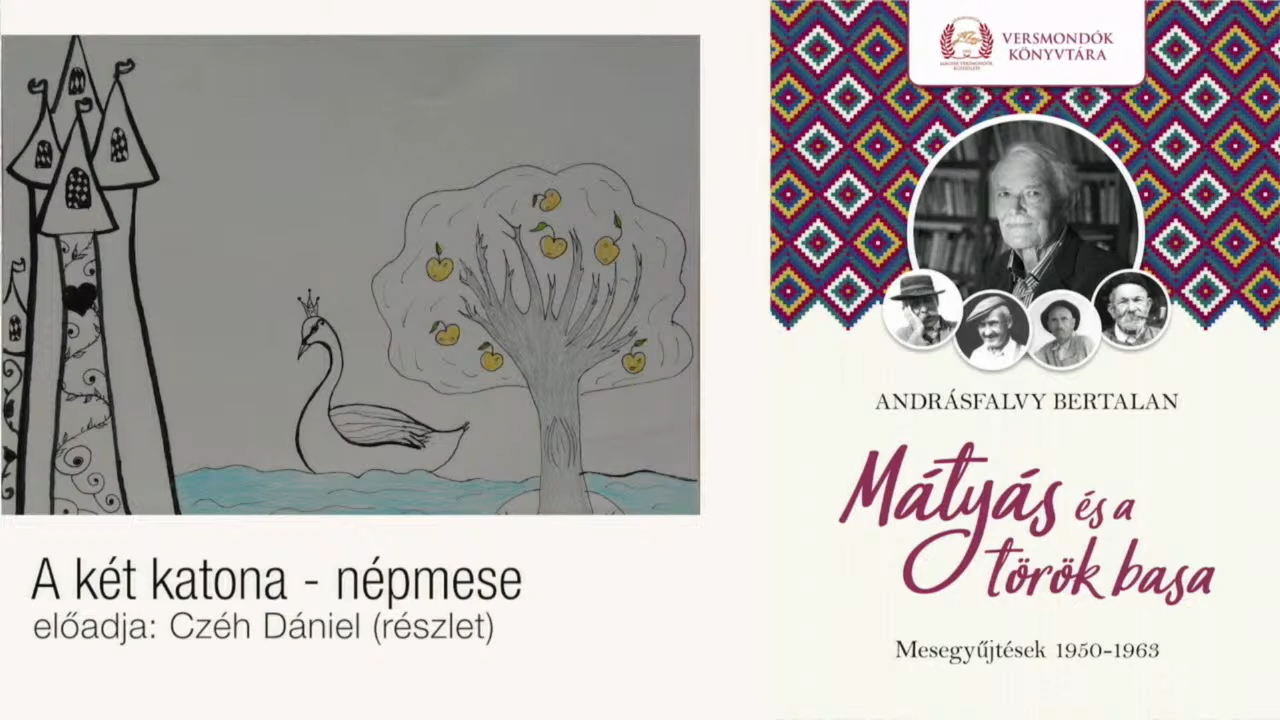 A két katona - népmese
előadja: Czéh Dániel (részlet)
VERSMONDÓK
KÖNYVTÁRA
ANDRÁSFALVY BERTALAN
Mátyás és a
török basa
Mesegyűjtések 1950-1963